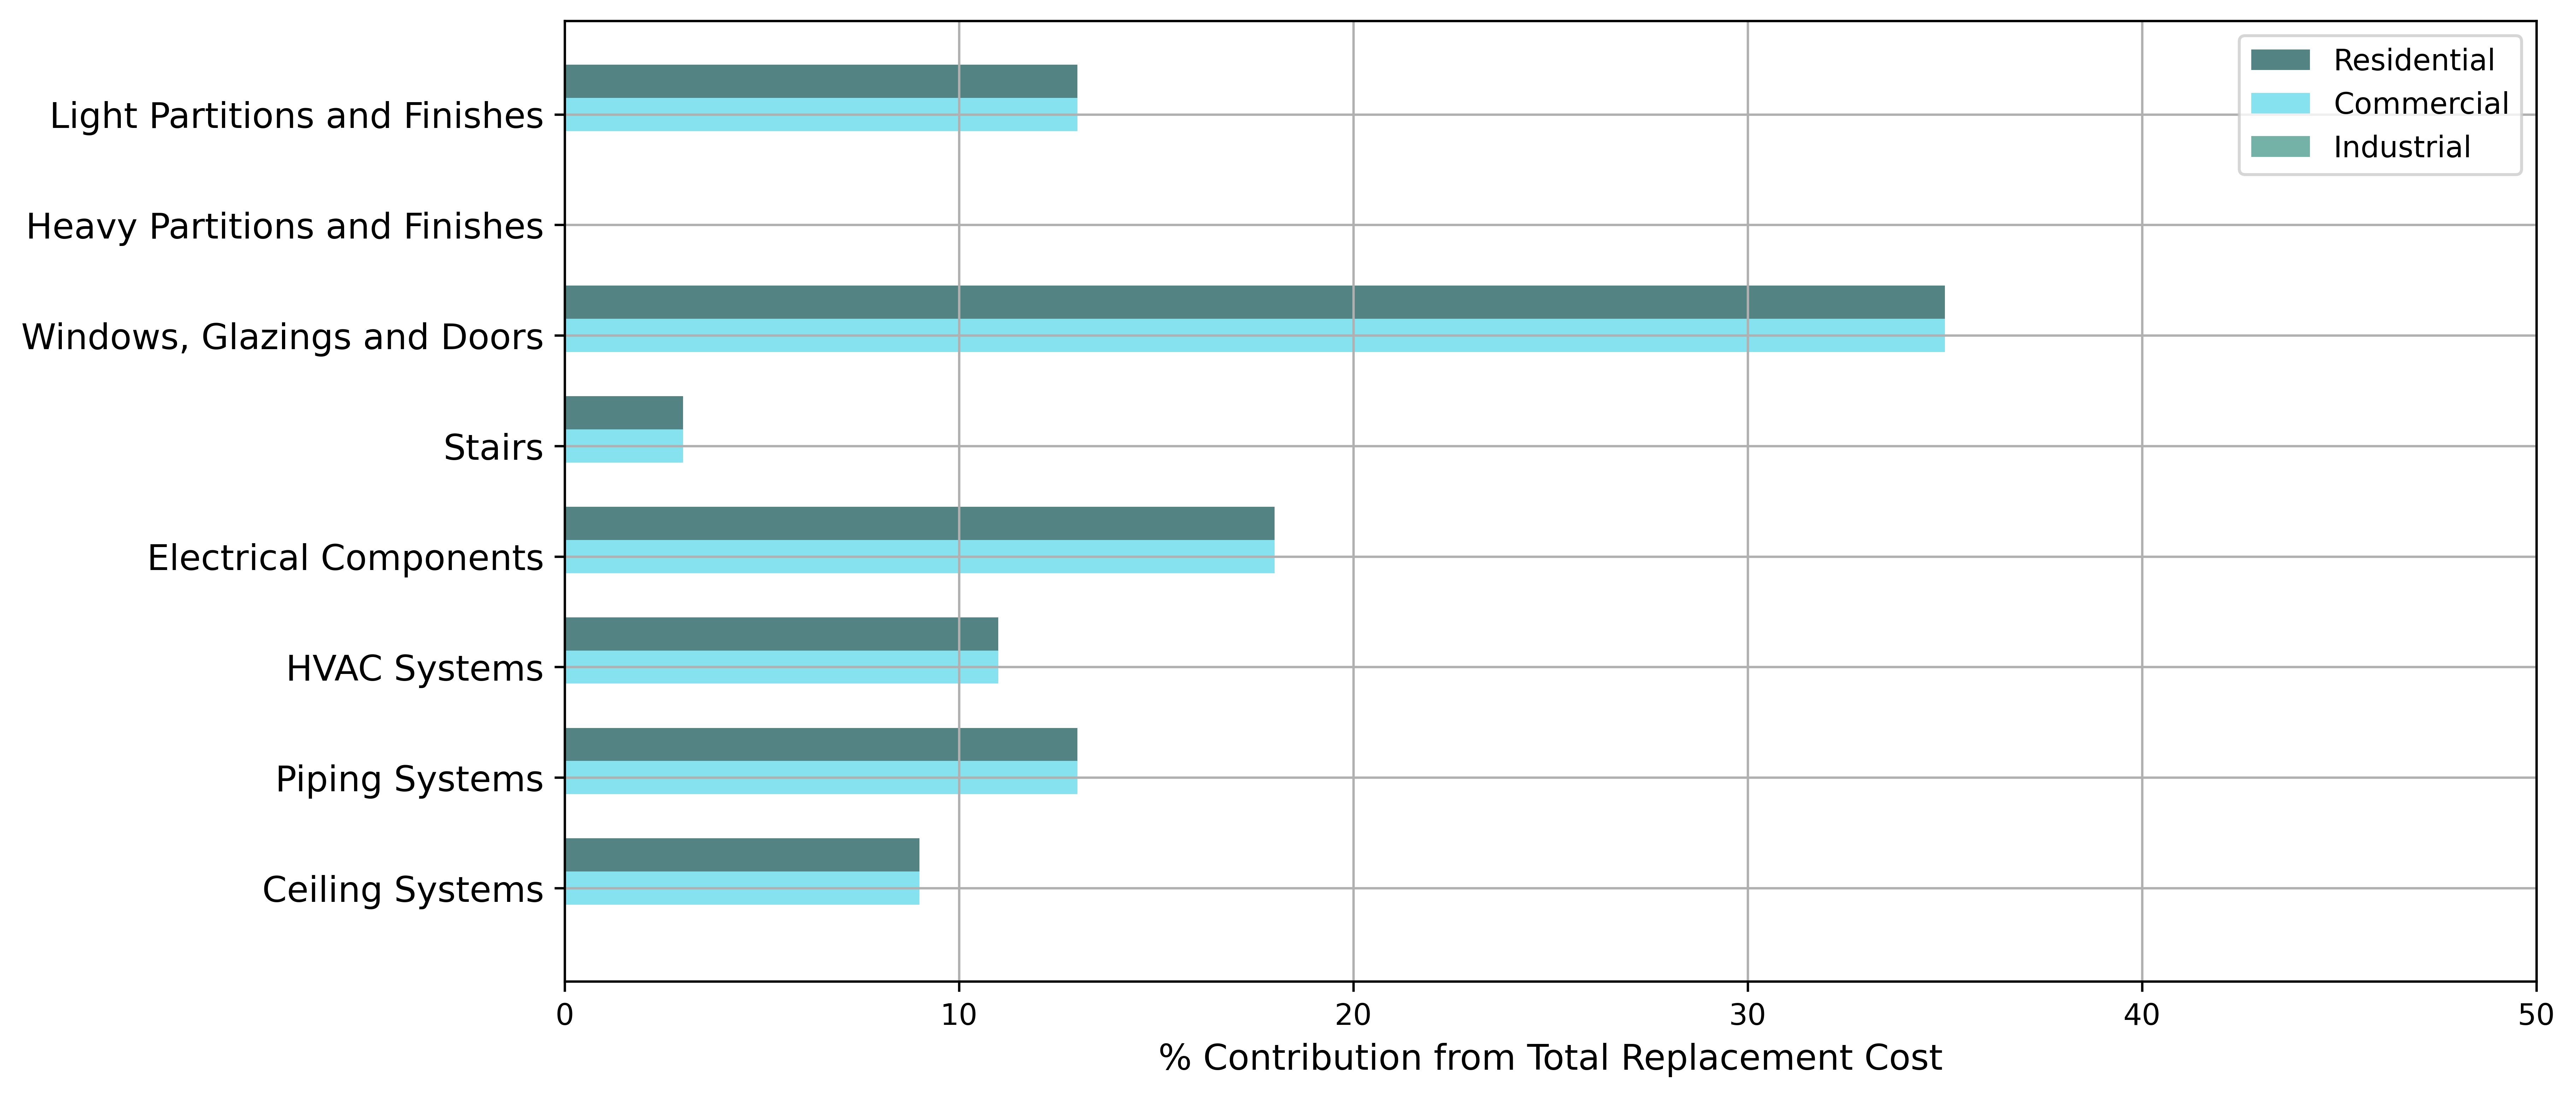 Residential
Commercial
Industrial
Light Partitions and Finishes
Heavy Partitions and Finishes
Windows, Glazings and Doors
Stairs
Electrical Components
HVAC Systems
Piping Systems
Ceiling Systems
0 10 20 30 40 50
% Contribution from Total Replacement Cost